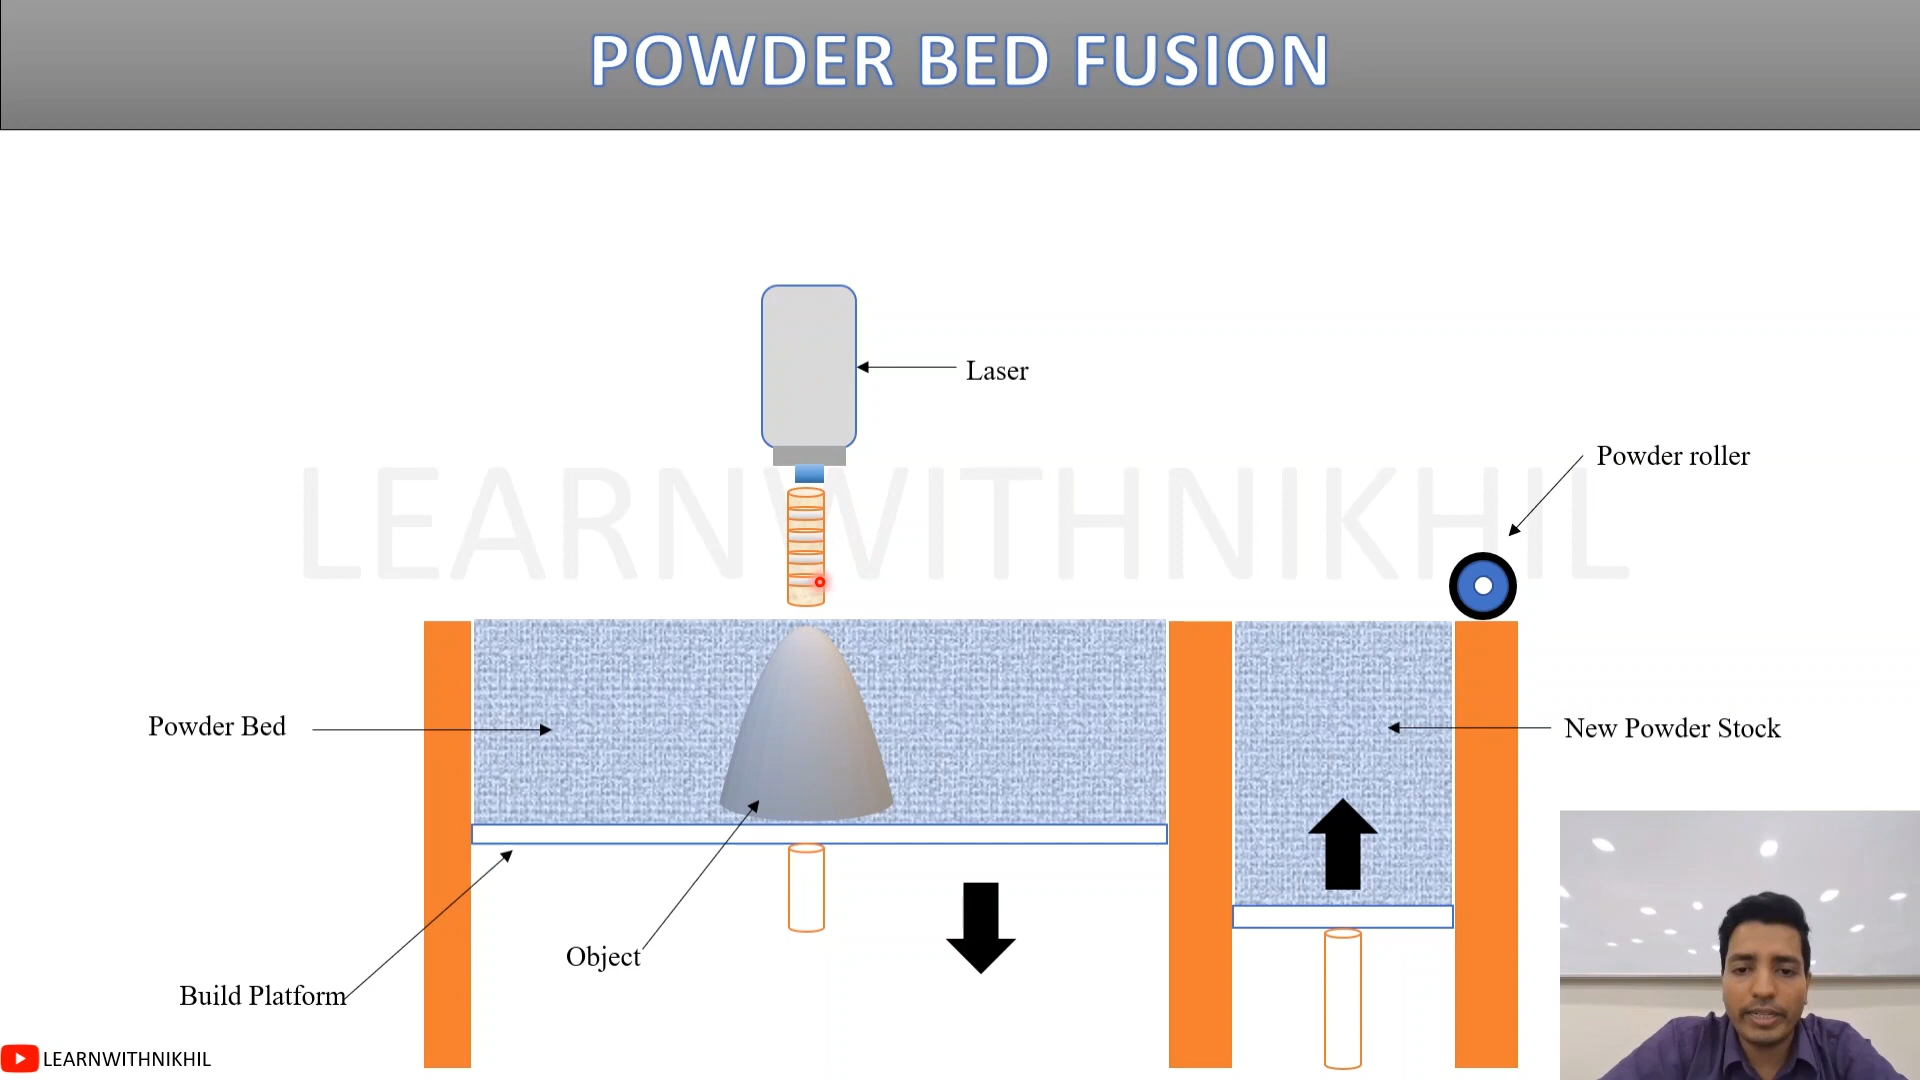 POWDER BED FUSION
Laser
Powder roller
LEARNWITHNIKHIL
Powder Bed
New Powder Stock
Object
Build Platform
LEARNWITHNIKHIL